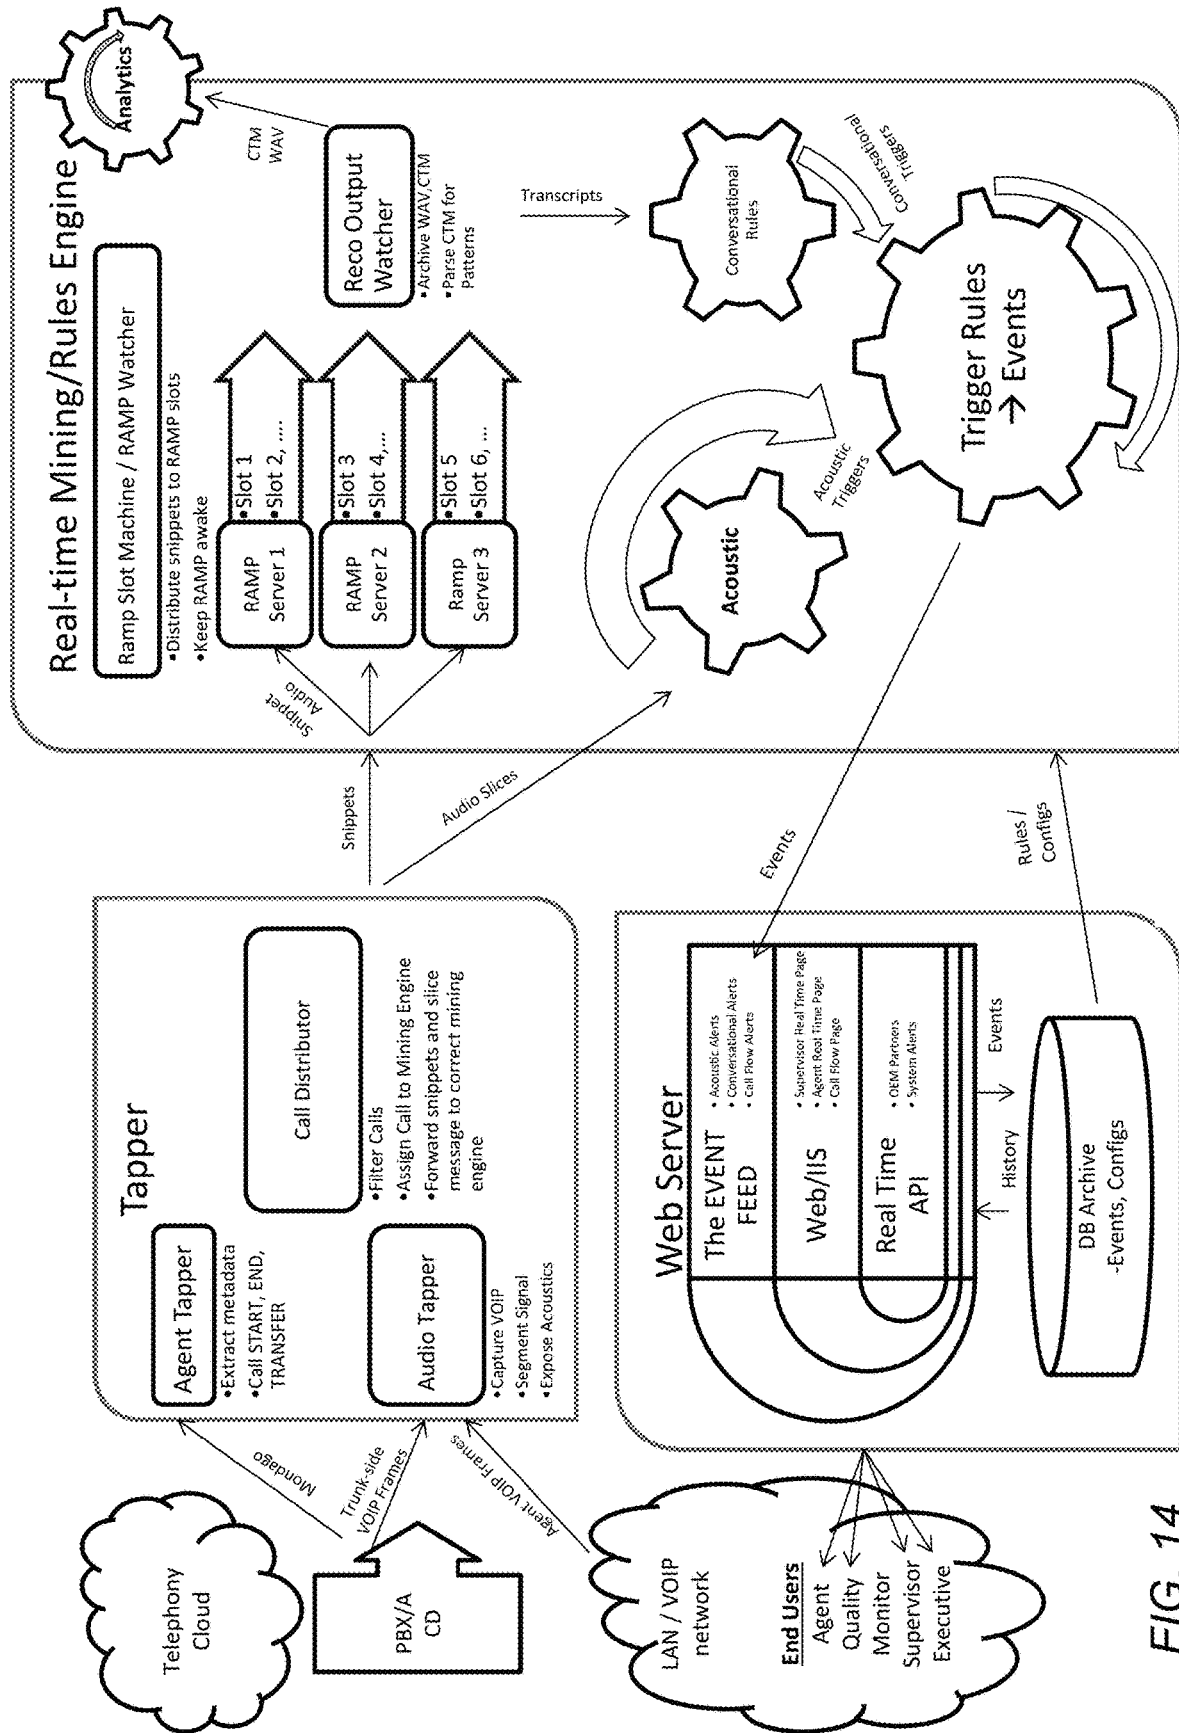 Telephony
Cloud
PBX/A
CD
LAN / VOIP
network
End Users
Agent
Quality
Monitor
Supervisor
Executive
Mondago
Trunk-side
VOIP Frames
Agent VOIP Frames
Tapper
Agent Tapper
•Extract metadata
•Call START, END,
TRANSFER
Audio Tapper
•Capture VOIP
•Segment Signal
•Expose Acoustics
Call Distributor
•Filter Calls
•Assign Call to Mining Engine
•Forward snippets and slice
message to correct mining
engine
Snippets
Audio Slices
Web Server
The EVENT
FEED
• Acoustic Alerts
• Conversational Alerts
• Call Flow Alerts
Web/IIS
• Supervisor Real Time Page
• Agent Real Time Page
• Call Flow Page
Real Time
API
• OEM Partners
• System Alerts
History
Events
DB Archive
-Events, Configs
Events
Rules /
Configs
Real-time Mining/Rules Engine
Ramp Slot Machine / RAMP Watcher
•Distribute snippets to RAMP slots
•Keep RAMP awake
Snippet
Audio
RAMP
Server 1
•Slot 1
•Slot 2, ....
RAMP
Server 2
•Slot 3
•Slot 4,...
Ramp
Server 3
•Slot 5
•Slot 6, ...
Reco Output
Watcher
•Archive WAV,CTM
•Parse CTM for
Patterns
CTM
WAV
Analytics
Transcripts
Conversational
Rules
Conversational
Triggers
Acoustic
Acoustic
Triggers
Trigger Rules
→ Events
FIG. 14